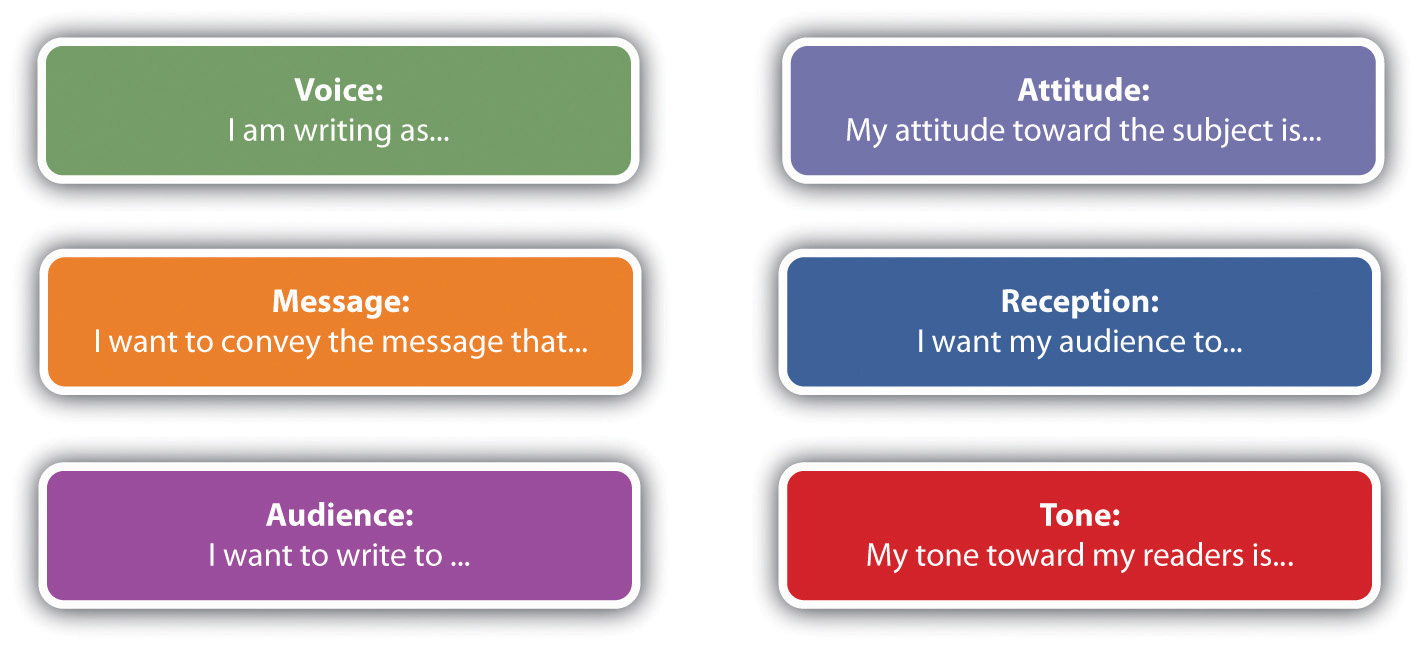 Voice:
I am writing as...
Attitude:
My attitude toward the subject is...
Message:
I want to convey the message that...
Reception:
I want my audience to...
Audience:
I want to write to ...
Tone:
My tone toward my readers is...